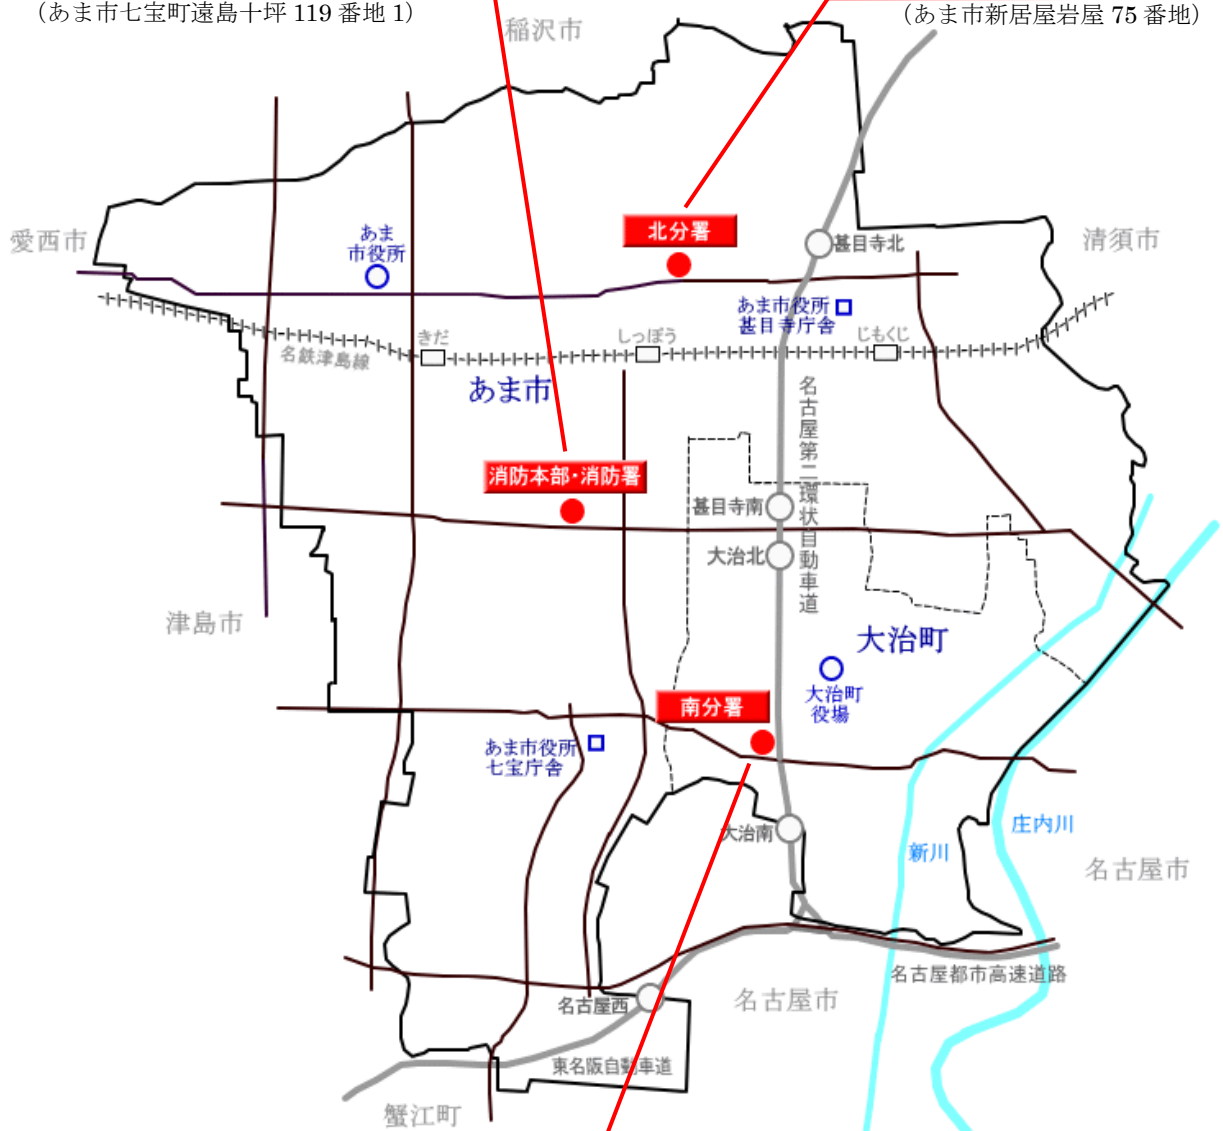 （あま市七宝町遠島十坪 119 番地 1）
（あま市新居屋岩屋 75 番地）
稲沢市
愛西市
あま
市役所
北分署
甚目寺北
清須市
あま市役所
甚目寺庁舎
きだ
しっぽう
じもくじ
名鉄津島線
あま市
名古屋第二環状自動車道
消防本部・消防署
甚目寺南
大治北
津島市
大治町
大治町
役場
南分署
あま市役所
七宝庁舎
大治南
庄内川
新川
名古屋市
名古屋都市高速道路
名古屋西
名古屋市
東名阪自動車道
蟹江町